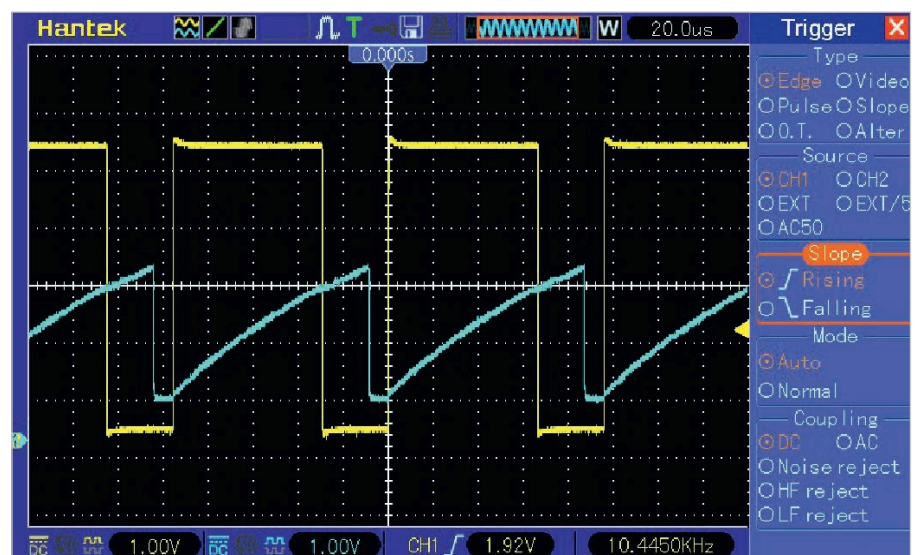 Hantek T W 20.0us
0.000s
Trigger
Type
Edge Video
Pulse Slope
O.T. Alter
Source
CH1 CH2
EXT EXT/5
AC50
Slope
Rising
Falling
Mode
Auto
Normal
Coupling
DC AC
Noise reject
HF reject
LF reject
DC 1.00V DC 1.00V CH1 1.92V 10.4450KHz